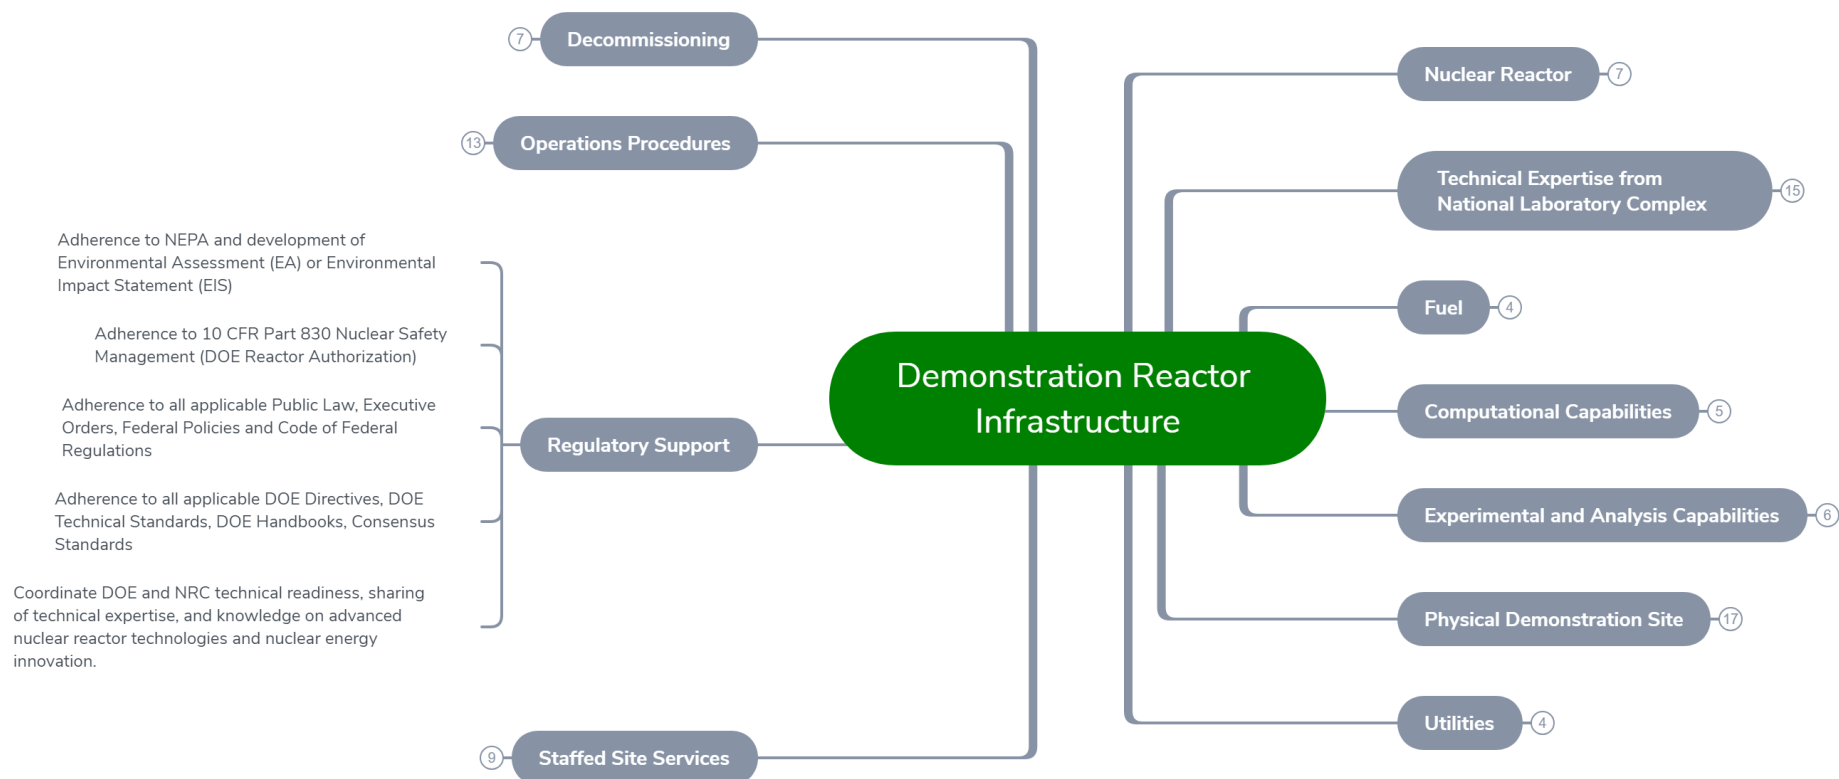 Decommissioning
7
Operations Procedures
13
Adherence to NEPA and development of
Environmental Assessment (EA) or Environmental
Impact Statement (EIS)
Adherence to 10 CFR Part 830 Nuclear Safety
Management (DOE Reactor Authorization)
Adherence to all applicable Public Law, Executive
Orders, Federal Policies and Code of Federal
Regulations
Adherence to all applicable DOE Directives, DOE
Technical Standards, DOE Handbooks, Consensus
Standards
Coordinate DOE and NRC technical readiness, sharing
of technical expertise, and knowledge on advanced
nuclear reactor technologies and nuclear energy
innovation.
Regulatory Support
9
Staffed Site Services
Demonstration Reactor
Infrastructure
Nuclear Reactor
7
Technical Expertise from
National Laboratory Complex
15
Fuel
4
Computational Capabilities
5
Experimental and Analysis Capabilities
6
Physical Demonstration Site
17
Utilities
4